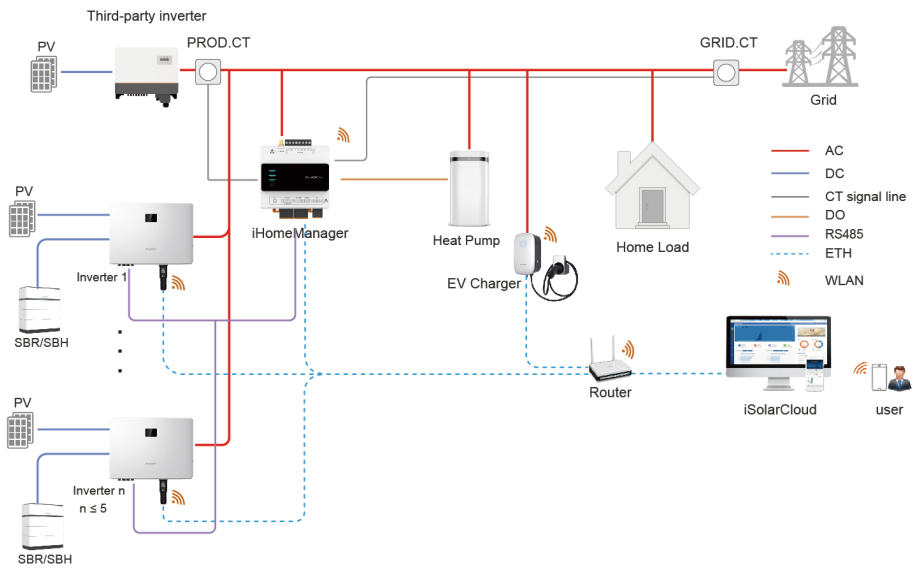 Third-party inverter
PV
PROD.CT
GRID.CT
Grid
AC
DC
CT signal line
DO
RS485
ETH
WLAN
PV
iHomeManager
Heat Pump
Home Load
Inverter 1
EV Charger
SBR/SBH
Router
iSolarCloud
user
PV
Inverter n
n ≤ 5
SBR/SBH